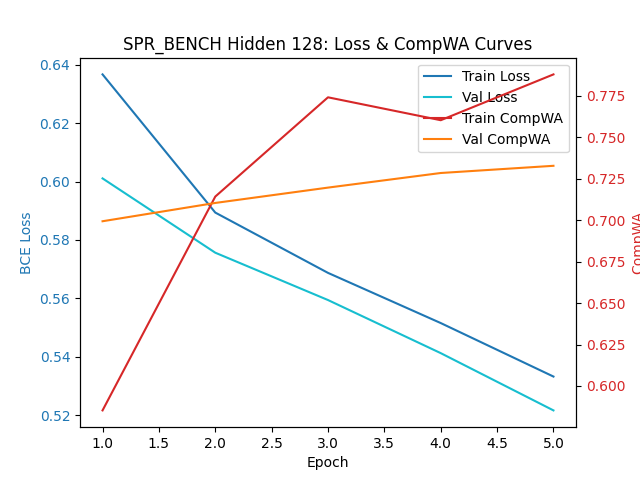 SPR_BENCH Hidden 128: Loss & CompWA Curves
Train Loss
Val Loss
Train CompWA
Val CompWA
BCE Loss
0.64
0.62
0.60
0.58
0.56
0.54
0.52
CompWA
0.775
0.750
0.725
0.700
0.675
0.650
0.625
0.600
1.0 1.5 2.0 2.5 3.0 3.5 4.0 4.5 5.0
Epoch